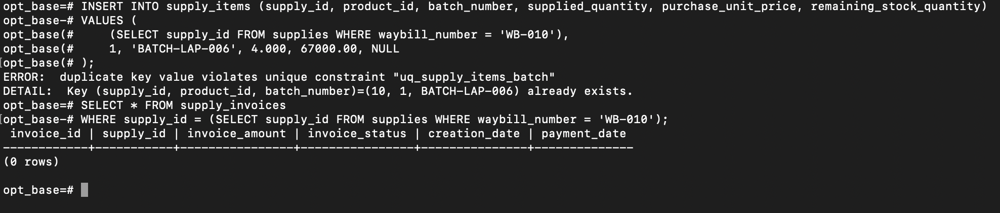 opt_base=# INSERT INTO supply_items (supply_id, product_id, batch_number, supplied_quantity, purchase_unit_price, remaining_stock_quantity)
opt_base-# VALUES (
opt_base(#     (SELECT supply_id FROM supplies WHERE waybill_number = 'WB-010'),
opt_base(#     1, 'BATCH-LAP-006', 4.000, 67000.00, NULL
opt_base(# );
ERROR:  duplicate key value violates unique constraint "uq_supply_items_batch"
DETAIL:  Key (supply_id, product_id, batch_number)=(10, 1, BATCH-LAP-006) already exists.
opt_base=# SELECT * FROM supply_invoices
opt_base-# WHERE supply_id = (SELECT supply_id FROM supplies WHERE waybill_number = 'WB-010');
 invoice_id | supply_id | invoice_amount | invoice_status | creation_date | payment_date
------------+-----------+----------------+----------------+---------------+--------------
(0 rows)
opt_base=#